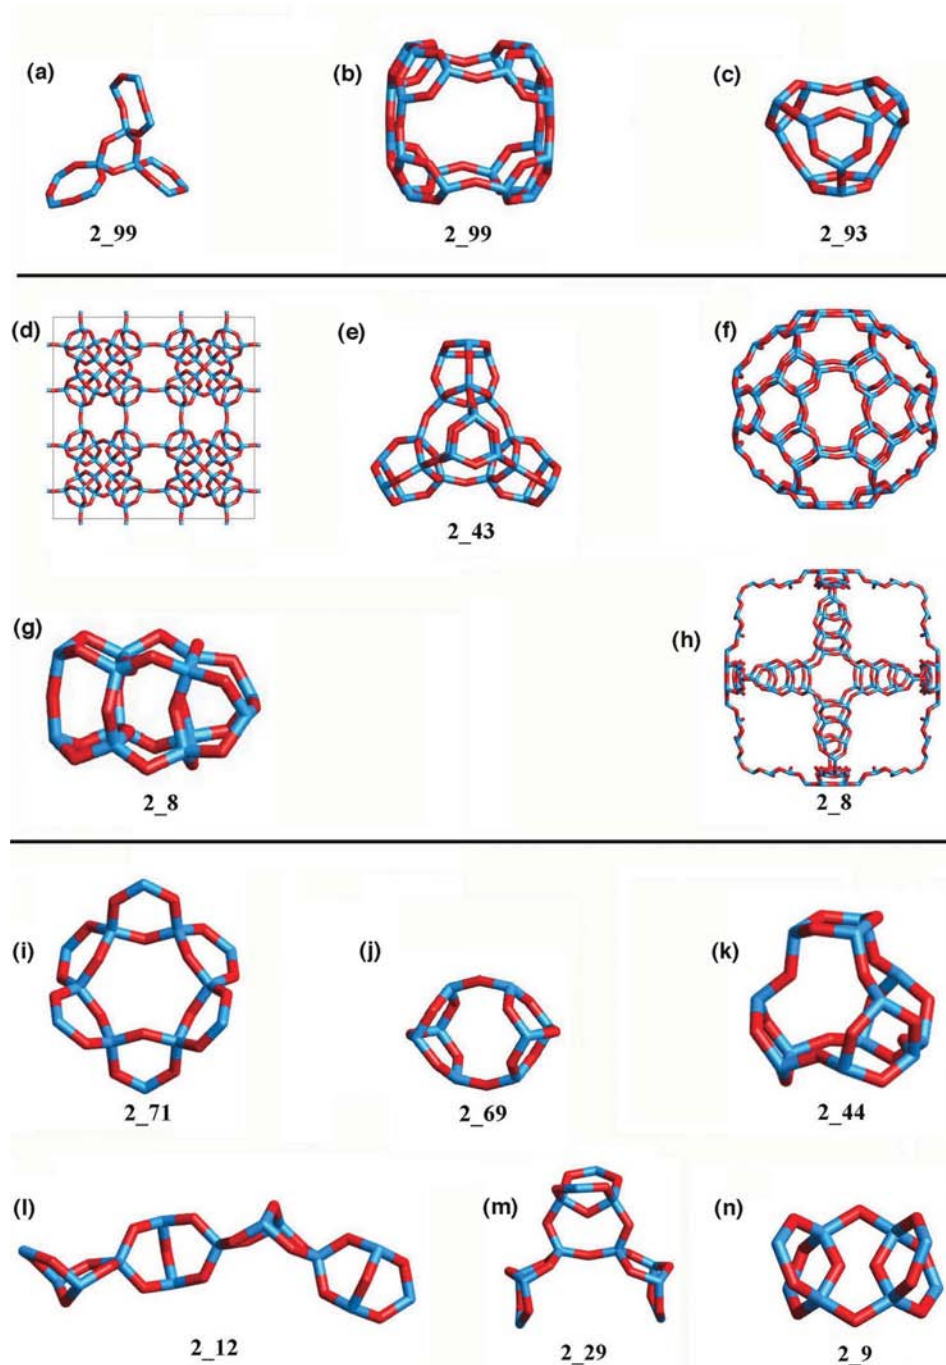 (a)
(b)
(c)
2_99
2_99
2_93
(d)
(e)
(f)
2_43
(g)
(h)
2_8
2_8
(i)
(j)
(k)
2_71
2_69
2_44
(l)
(m)
(n)
2_12
2_29
2_9